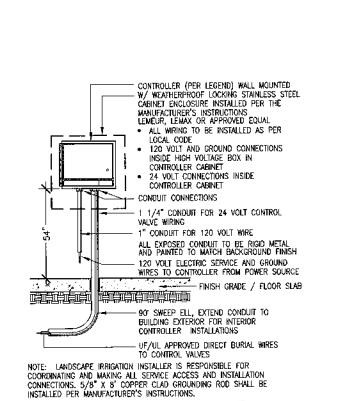 CONTROLLER (PER LEGEND) WALL MOUNTED
W/ WEATHERPROOF LOCKING STAINLESS STEEL
CABINET ENCLOSURE INSTALLED PER THE
MANUFACTURER'S INSTRUCTIONS
LEMEUR, LEMAX OR APPROVED EQUAL
• ALL WIRING TO BE INSTALLED AS PER
LOCAL CODE
• 120 VOLT AND GROUND CONNECTIONS
INSIDE HIGH VOLTAGE BOX IN
CONTROLLER CABINET
• 24 VOLT CONNECTIONS INSIDE
CONTROLLER CABINET
CONDUIT CONNECTIONS
1 1/4" CONDUIT FOR 24 VOLT CONTROL
VALVE WIRING
54"
1" CONDUIT FOR 120 VOLT WIRE
ALL EXPOSED CONDUIT TO BE RIGID METAL
AND PAINTED TO MATCH BACKGROUND FINISH
120 VOLT ELECTRIC SERVICE AND GROUND
WIRES TO CONTROLLER FROM POWER SOURCE
FINISH GRADE / FLOOR SLAB
90' SWEEP ELL, EXTEND CONDUIT TO
BUILDING EXTERIOR FOR INTERIOR
CONTROLLER INSTALLATIONS
UF/UL APPROVED DIRECT BURIAL WIRES
TO CONTROL VALVES
NOTE: LANDSCAPE IRRIGATION INSTALLER IS RESPONSIBLE FOR
COORDINATING AND MAKING ALL SERVICE ACCESS AND INSTALLATION
CONNECTIONS. 5/8" X 8' COPPER CLAD GROUNDING ROD SHALL BE
INSTALLED PER MANUFACTURER'S INSTRUCTIONS.